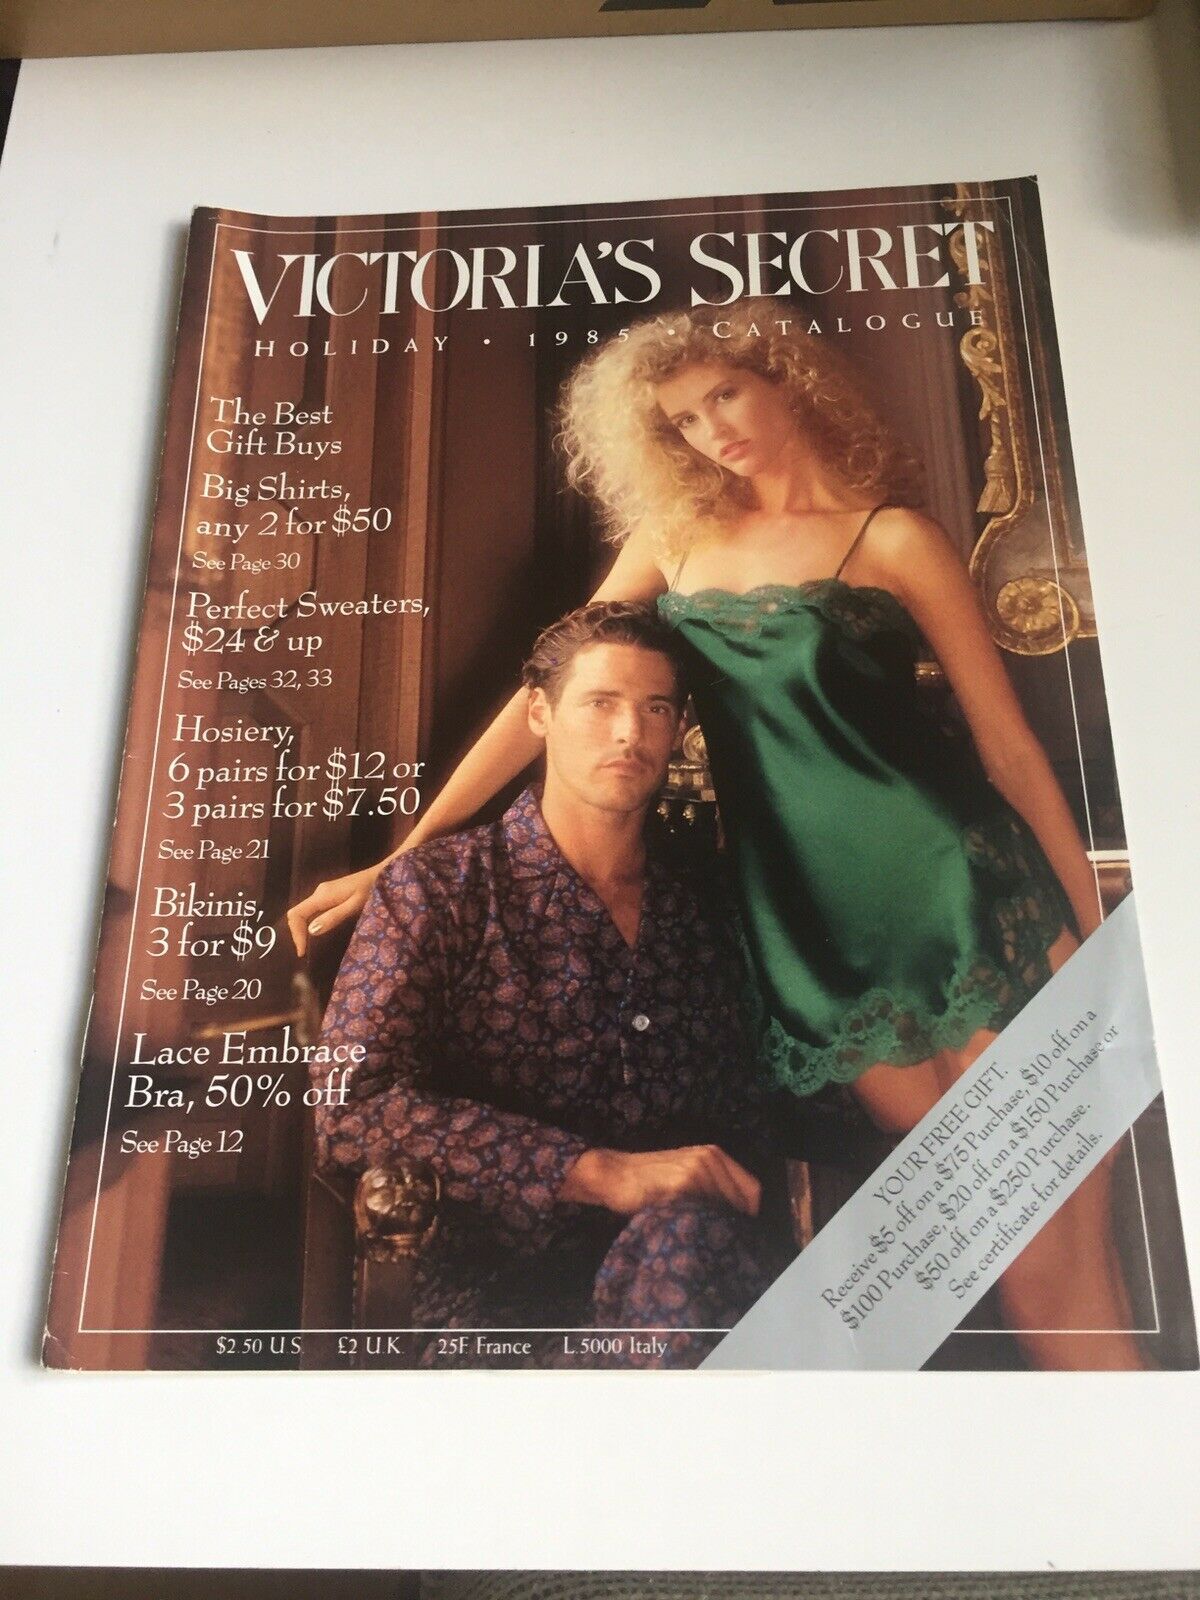 VICTORIA'S SECRET
HOLIDAY • 1985 • CATALOGUE
The Best
Gift Buys
Big Shirts,
any 2 for $50
See Page 30
Perfect Sweaters,
$24 & up
See Pages 32, 33
Hosiery,
6 pairs for $12 or
3 pairs for $7.50
See Page 21
Bikinis,
3 for $9
See Page 20
Lace Embrace
Bra, 50% off
See Page 12
YOUR FREE GIFT.
Receive $5 off on a $75 Purchase, $10 off on a
$100 Purchase, $20 off on a $150 Purchase or
$50 off on a $250 Purchase.
See certificate for details.
$2.50 U.S. £2 U.K. 25F. France L.5000 Italy